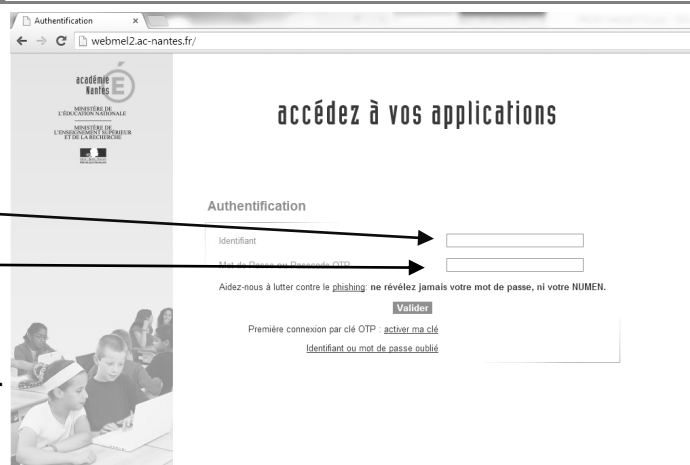 Authentification
webmel2.ac-nantes.fr/
académie
Nantes
MINISTÈRE DE
L'ÉDUCATION NATIONALE
MINISTÈRE DE
L'ENSEIGNEMENT SUPÉRIEUR
ET DE LA RECHERCHE
accédez à vos applications
Authentification
Identifiant
Mot de Passe ou Passcode OTP
Aidez-nous à lutter contre le phishing: ne révélez jamais votre mot de passe, ni votre NUMEN.
Valider
Première connexion par clé OTP : activer ma clé
Identifiant ou mot de passe oublié